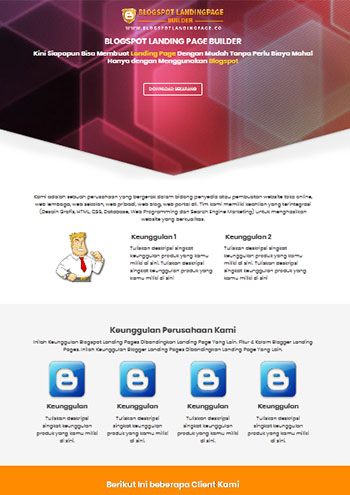 BLOGSPOT LANDINGPAGE
BUILDER
WWW.BLOGSPOTLANDINGPAGE.CO
BLOGSPOT LANDING PAGE BUILDER
Kini Siapapun Bisa Membuat Landing Page Dengan Mudah Tanpa Perlu Biaya Mahal
Hanya dengan Menggunakan Blogspot
DOWNLOAD SEKARANG
Kami adalah sebuah perusahaan yang bergerak dalam bidang penyedia atau pembuatan website toko online,
web lembaga, web sekolah, web pribadi, web blog, web portal dll. Tim kami memiliki keahlian yang terintegrasi
(Desain Grafis, HTML, CSS, Database, Web Programming dan Search Engine Marketing) untuk menghasilkan
website yang berkualitas.
Keunggulan 1
Tuliskan deskripsi singkat
keunggulan produk yang kamu
miliki di sini. Tuliskan deskripsi
singkat keunggulan produk yang
kamu miliki di sini
Keunggulan 2
Tuliskan deskripsi singkat
keunggulan produk yang kamu
miliki di sini. Tuliskan deskripsi
singkat keunggulan produk yang
kamu miliki di sini
Keunggulan Perusahaan Kami
Inilah Keunggulan Blogspot Landing Pages Dibandingkan Landing Page Yang Lain. Fitur & Kolom Blogger Landing
Pages. Inilah Keunggulan Blogger Landing Pages Dibandingkan Landing Page Yang Lain.
Keunggulan
Tuliskan deskripsi
singkat keunggulan
produk yang kamu miliki
di sini.
Keunggulan
Tuliskan deskripsi
singkat keunggulan
produk yang kamu miliki
di sini.
Keunggulan
Tuliskan deskripsi
singkat keunggulan
produk yang kamu miliki
di sini.
Keunggulan
Tuliskan deskripsi
singkat keunggulan
produk yang kamu miliki
di sini.
Berikut Ini beberapa Client Kami